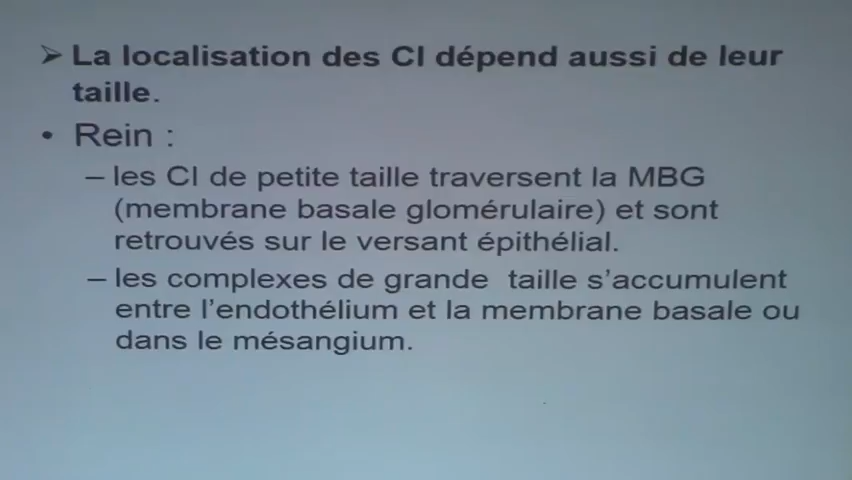 ➢ La localisation des CI dépend aussi de leur
taille.
• Rein :
– les CI de petite taille traversent la MBG
(membrane basale glomérulaire) et sont
retrouvés sur le versant épithélial.
– les complexes de grande taille s’accumulent
entre l’endothélium et la membrane basale ou
dans le mésangium.